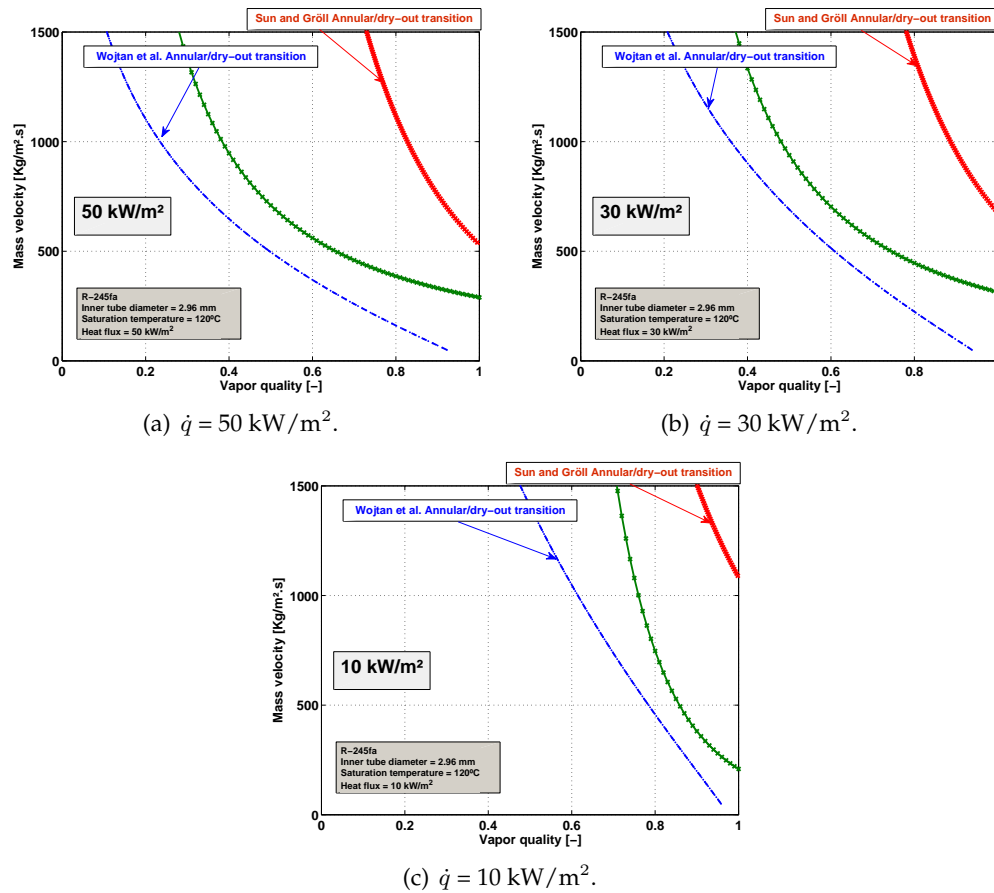 Sun and Gröll Annular/dry−out transition
Wojtan et al. Annular/dry−out transition
1500
1000
500
0
Mass velocity [Kg/m².s]
50 kW/m²
R−245fa
Inner tube diameter = 2.96 mm
Saturation temperature = 120ºC
Heat flux = 50 kW/m²
0 0.2 0.4 0.6 0.8 1
Vapor quality [−]
(a) q̇ = 50 kW/m².
Sun and Gröll Annular/dry−out transition
Wojtan et al. Annular/dry−out transition
1500
1000
500
0
Mass velocity [Kg/m².s]
30 kW/m²
R−245fa
Inner tube diameter = 2.96 mm
Saturation temperature = 120ºC
Heat flux = 30 kW/m²
0 0.2 0.4 0.6 0.8
Vapor quality [−]
(b) q̇ = 30 kW/m².
Sun and Gröll Annular/dry−out transition
Wojtan et al. Annular/dry−out transition
1500
1000
500
0
Mass velocity [Kg/m².s]
10 kW/m²
R−245fa
Inner tube diameter = 2.96 mm
Saturation temperature = 120ºC
Heat flux = 10 kW/m²
0 0.2 0.4 0.6 0.8 1
Vapor quality [−]
(c) q̇ = 10 kW/m².